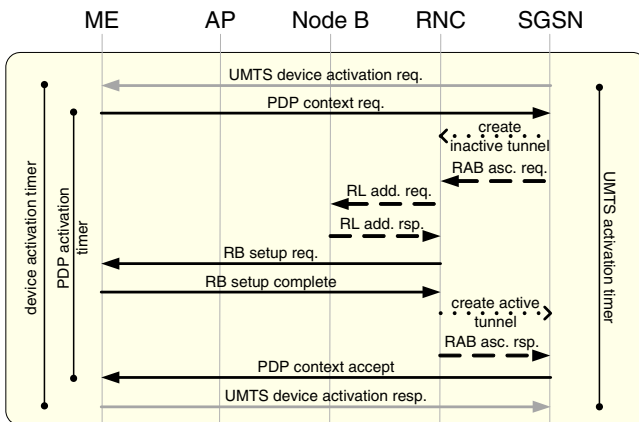 ME AP Node B RNC SGSN
UMTS device activation req.
PDP context req.
create
inactive tunnel
RAB asc. req.
RL add. req.
RL add. rsp.
RB setup req.
RB setup complete
create active
tunnel
RAB asc. rsp.
PDP context accept
UMTS device activation resp.
device activation timer
PDP activation
timer
UMTS activation timer